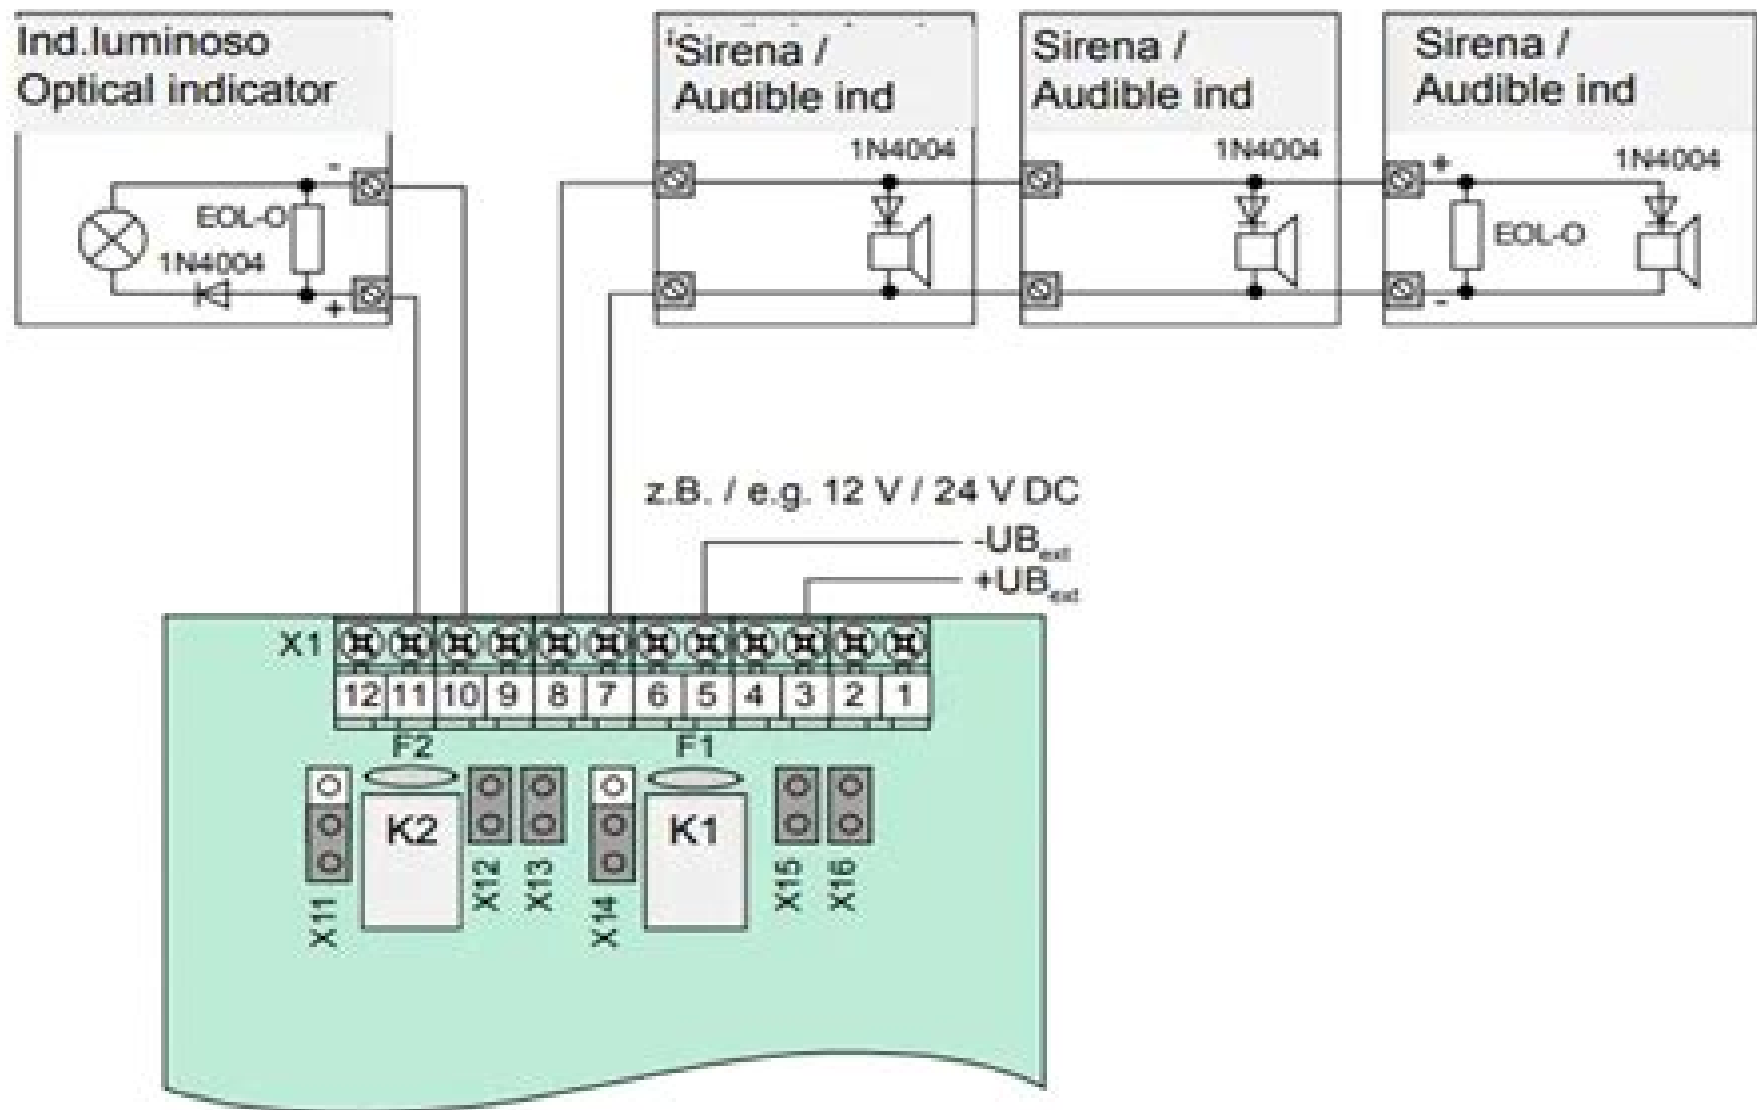 Ind.luminoso
Optical indicator
Sirena /
Audible ind
Sirena /
Audible ind
Sirena /
Audible ind
-
EOL-O
1N4004
+
1N4004
1N4004
+
1N4004
EOL-O
-
z.B. / e.g. 12 V / 24 V DC
-UBext
+UBext
X1
12 11 10 9 8 7 6 5 4 3 2 1
F2
F1
K2
K1
X11
X12
X13
X14
X15
X16